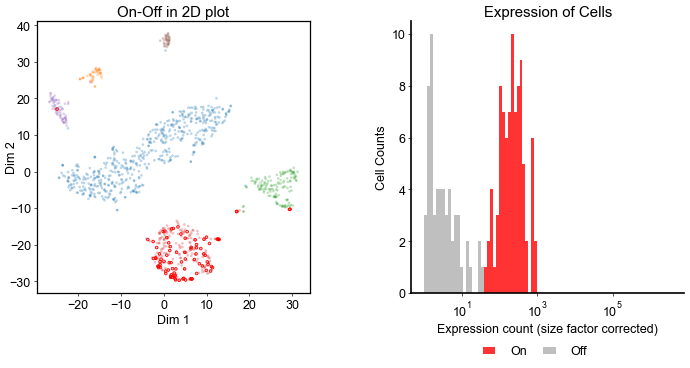 On-Off in 2D plot
Expression of Cells
40
30
20
10
0
−10
−20
−30
Dim 2
−20 −10 0 10 20 30
Dim 1
10
8
6
4
2
0
Cell Counts
10^1 10^3 10^5
Expression count (size factor corrected)
On Off